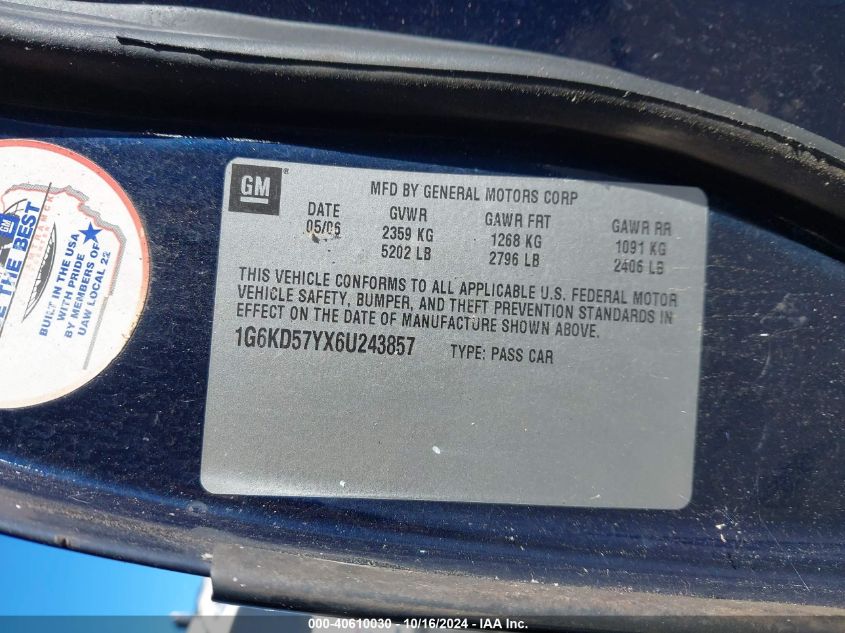 GM
MFD BY GENERAL MOTORS CORP
DATE GVWR GAWR FRT GAWR RR
05/06 2359 KG 1268 KG 1091 KG
5202 LB 2796 LB 2406 LB
THIS VEHICLE CONFORMS TO ALL APPLICABLE U.S. FEDERAL MOTOR
VEHICLE SAFETY, BUMPER, AND THEFT PREVENTION STANDARDS IN
EFFECT ON THE DATE OF MANUFACTURE SHOWN ABOVE.
1G6KD57YX6U243857 TYPE: PASS CAR
GM
THE BEST
BUILT IN THE USA
WITH PRIDE
BY MEMBERS OF
UAW LOCAL 22
000-40610030 - 10/16/2024 - IAA Inc.